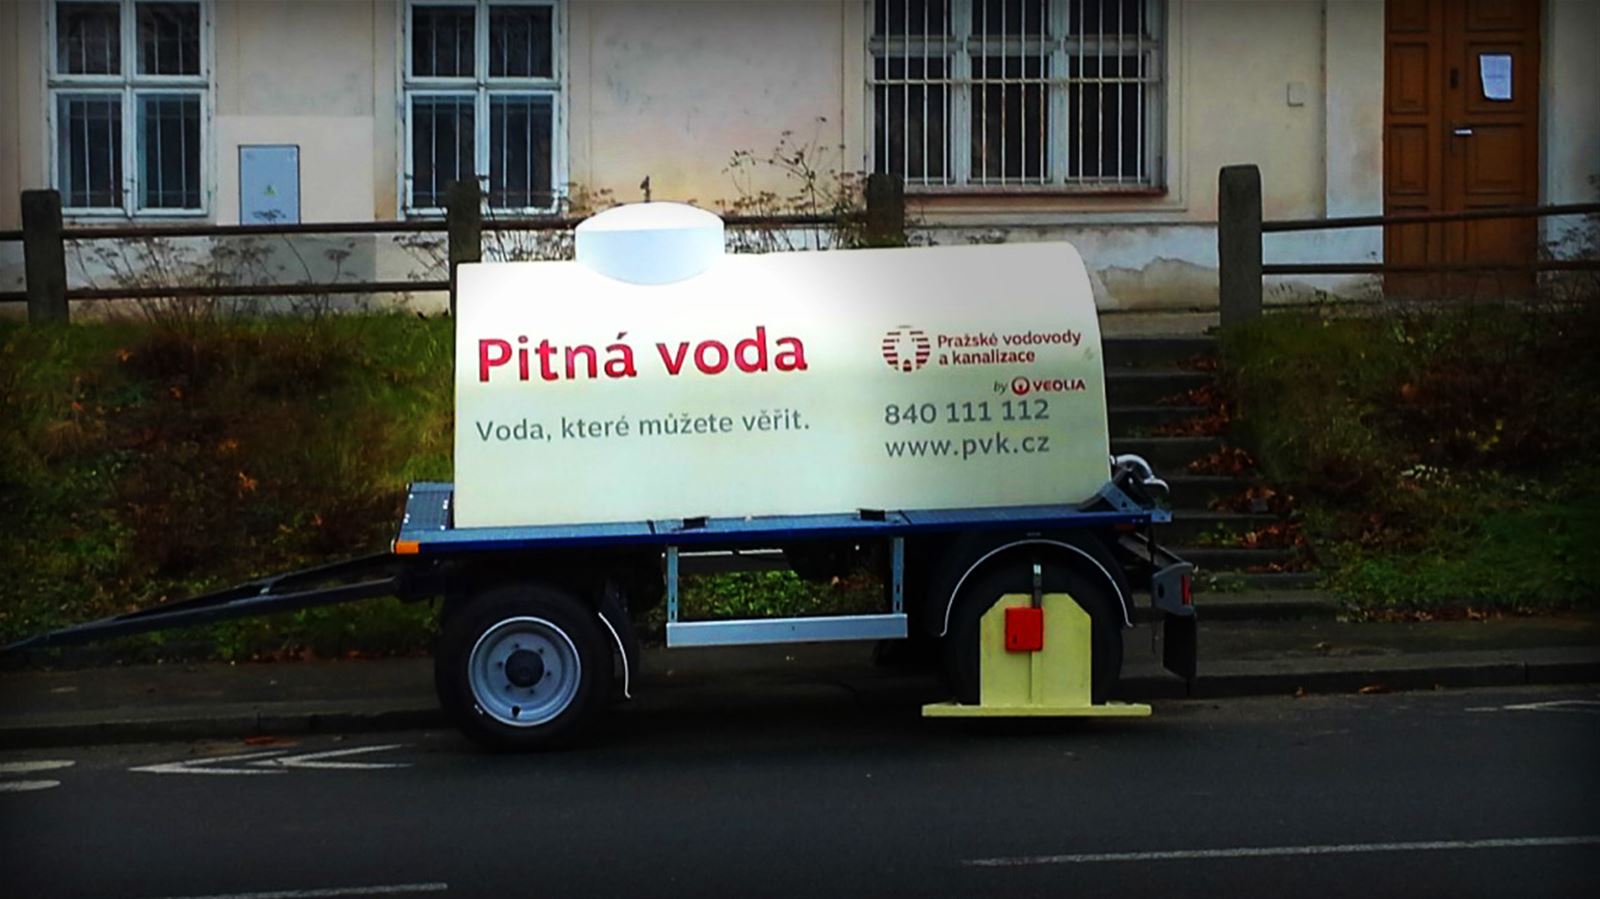 Pitná voda
Voda, které můžete věřit.
Pražské vodovody
a kanalizace
by VEOLIA
840 111 112
www.pvk.cz